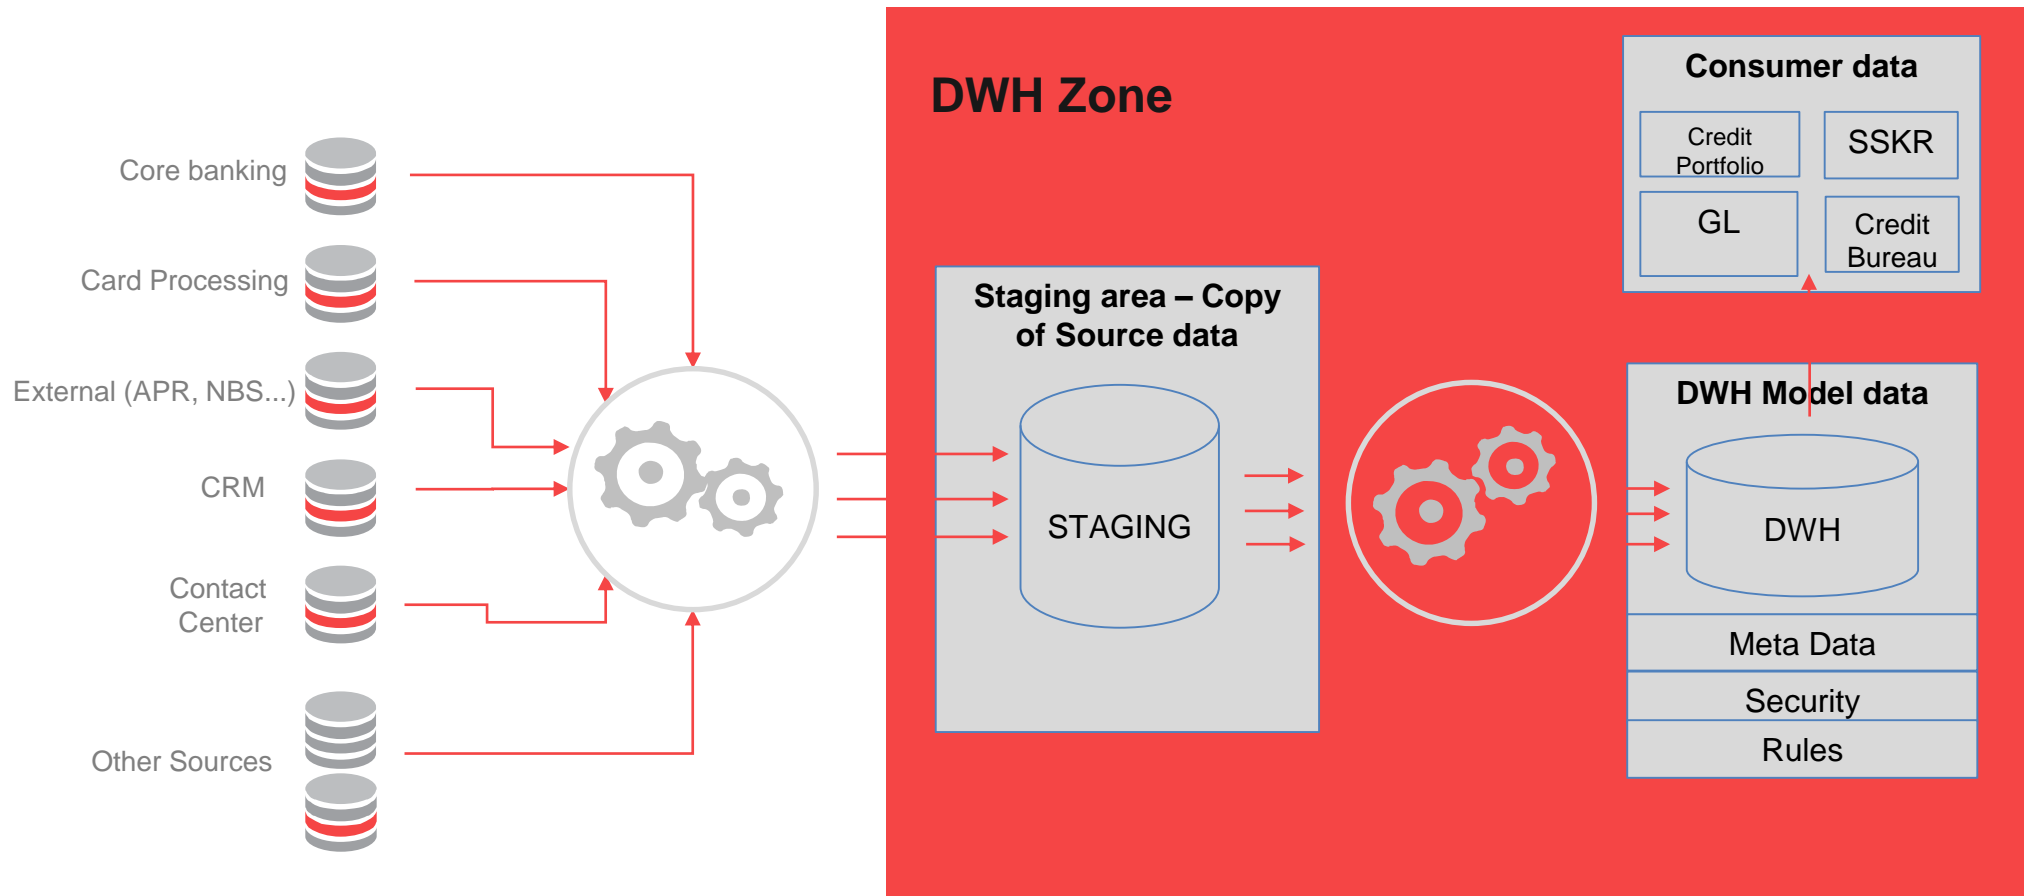 DWH Zone
Core banking
Card Processing
External (APR, NBS...)
CRM
Contact
Center
Other Sources
Staging area – Copy
of Source data
STAGING
Consumer data
Credit
Portfolio
SSKR
GL
Credit
Bureau
DWH Model data
DWH
Meta Data
Security
Rules